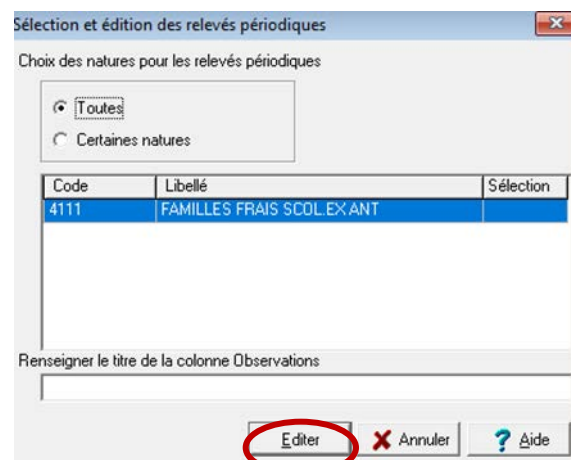 Sélection et édition des relevés périodiques
Choix des natures pour les relevés périodiques
Toutes
Certaines natures
Code Libellé Sélection
4111 FAMILLES FRAIS SCOL.EX ANT
Renseigner le titre de la colonne Observations
Editer Annuler Aide